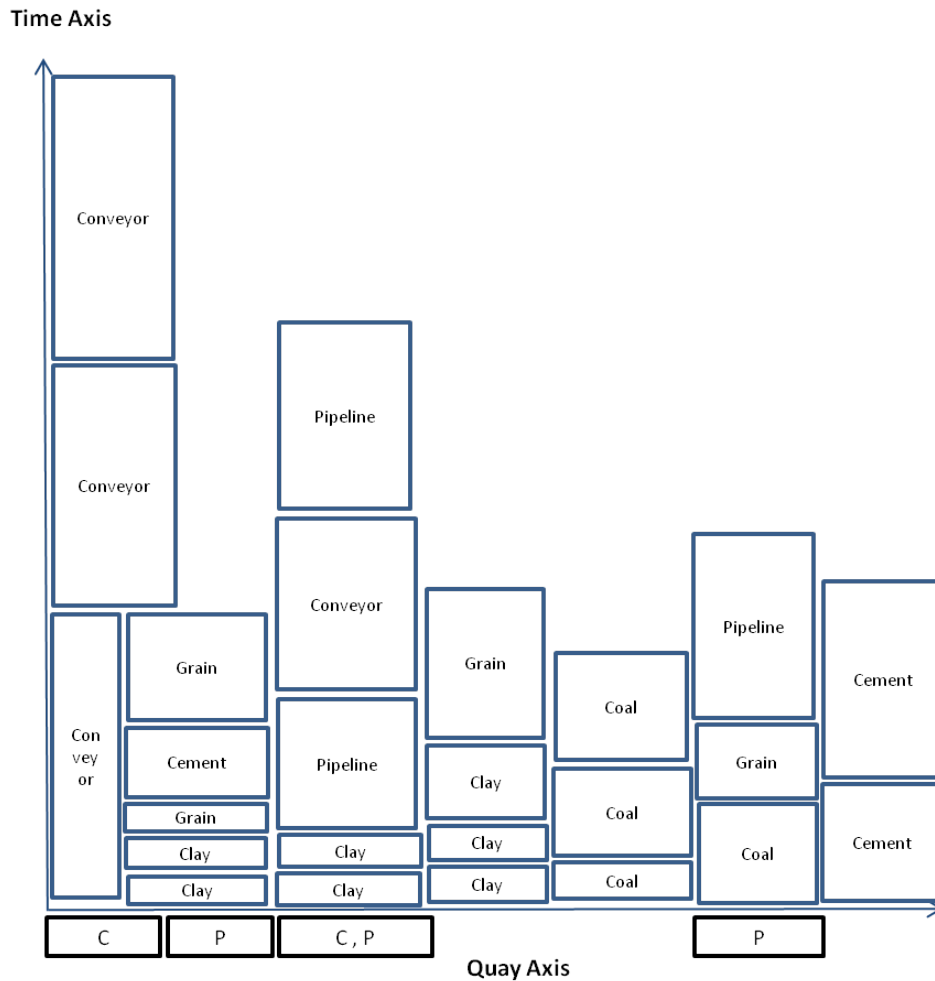 Time Axis
Conveyor
Conveyor
Pipeline
Conveyor
Pipeline
Grain
Pipeline
Cement
Grain
Coal
Con
vey
or
Cement
Pipeline
Clay
Coal
Grain
Grain
Clay
Clay
Clay
Coal
Cement
Clay
Clay
Clay
Coal
C
P
C , P
P
Quay Axis